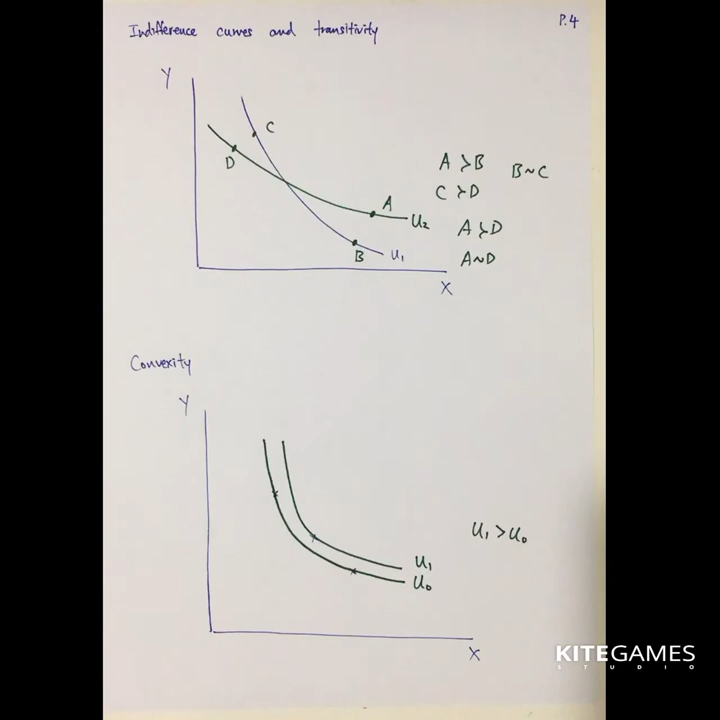 Indifference curves and transitivity
P.4
Y
C
D
A
U2
B
U1
X
A ≻ B
B ~ C
C ≻ D
A ≻ D
A ~ D
Convexity
Y
U1
U0
X
U1 > U0
KITEGAMES
STUDIO